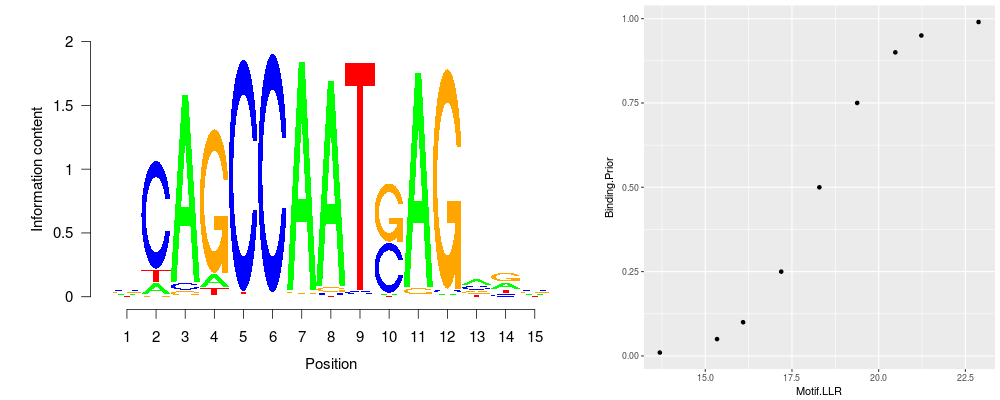 2
1.5
1
0.5
0
Information content
CAGCCAATGAG
C
1 2 3 4 5 6 7 8 9 10 11 12 13 14 15
Position
1.00
0.75
0.50
0.25
0.00
Binding.Prior
15.0 17.5 20.0 22.5
Motif.LLR